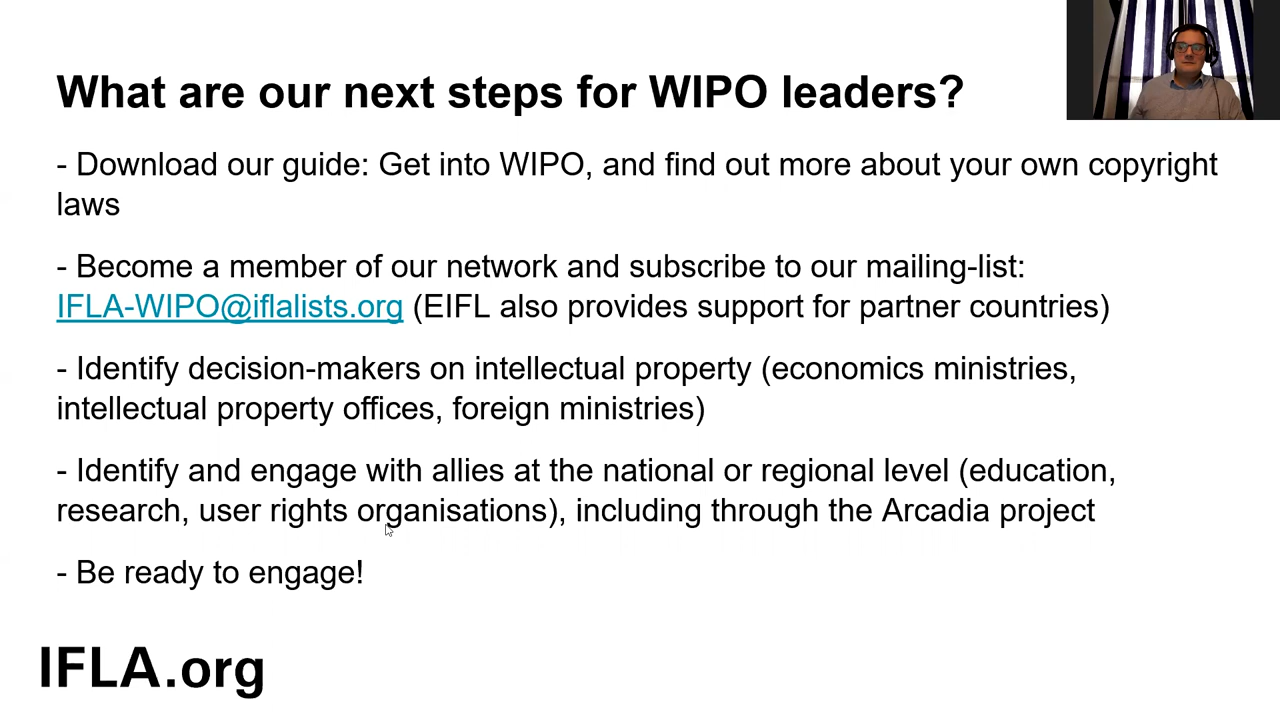 What are our next steps for WIPO leaders?
- Download our guide: Get into WIPO, and find out more about your own copyright
laws
- Become a member of our network and subscribe to our mailing-list:
IFLA-WIPO@iflalists.org (EIFL also provides support for partner countries)
- Identify decision-makers on intellectual property (economics ministries,
intellectual property offices, foreign ministries)
- Identify and engage with allies at the national or regional level (education,
research, user rights organisations), including through the Arcadia project
- Be ready to engage!
IFLA.org